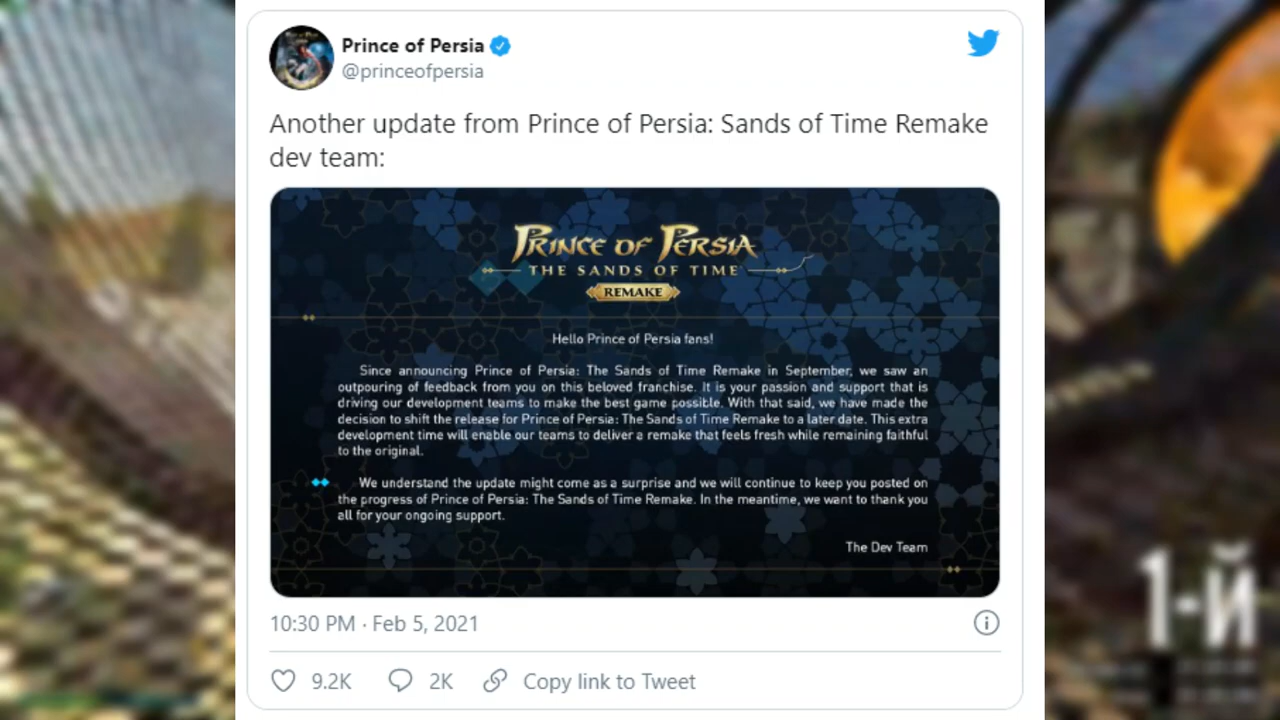 Prince of Persia
@princeofpersia
Another update from Prince of Persia: Sands of Time Remake
dev team:
PRINCE OF PERSIA
THE SANDS OF TIME
REMAKE
Hello Prince of Persia fans!
Since announcing Prince of Persia: The Sands of Time Remake in September, we saw an
outpouring of feedback from you on this beloved franchise. It is your passion and support that is
driving our development teams to make the best game possible. With that said, we have made the
decision to shift the release for Prince of Persia: The Sands of Time Remake to a later date. This extra
development time will enable our teams to deliver a remake that feels fresh while remaining faithful
to the original.
We understand the update might come as a surprise and we will continue to keep you posted on
the progress of Prince of Persia: The Sands of Time Remake. In the meantime, we want to thank you
all for your ongoing support.
The Dev Team
10:30 PM · Feb 5, 2021
9.2K
2K
Copy link to Tweet
1-Й